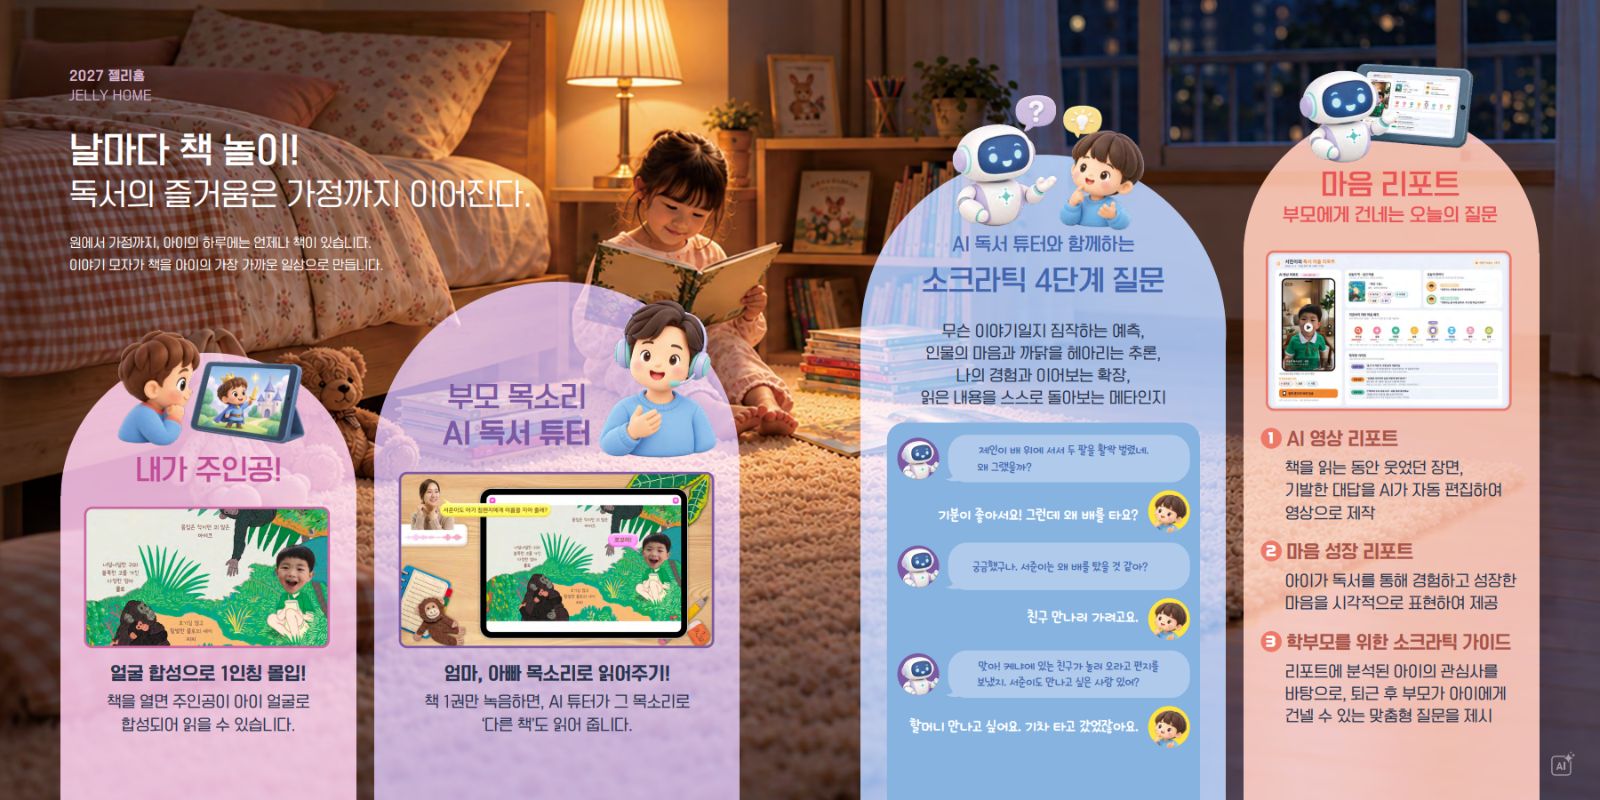 2027 젤리홈
JELLY HOME
날마다 책 놀이!
독서의 즐거움은 가정까지 이어진다.
원에서 가정까지, 아이의 하루에는 언제나 책이 있습니다.
이야기 모자가 책을 아이의 가장 가까운 일상으로 만듭니다.
내가 주인공!
얼굴 합성으로 1인칭 몰입!
책을 열면 주인공이 아이 얼굴로
합성되어 읽을 수 있습니다.
부모 목소리
AI 독서 튜터
엄마, 아빠 목소리로 읽어주기!
책 1권만 녹음하면, AI 튜터가 그 목소리로
'다른 책'도 읽어 줍니다.
AI 독서 튜터와 함께하는
소크라틱 4단계 질문
무슨 이야기일지 짐작하는 예측,
인물의 마음과 까닭을 헤아리는 추론,
나의 경험과 이어보는 확장,
읽은 내용을 스스로 돌아보는 메타인지
제인이 배 위에 서서 두 팔을 활짝 벌렸네.
왜 그랬을까?
기분이 좋아서요! 그런데 왜 배를 타요?
궁금했구나. 서준이는 왜 배를 탔을 것 같아?
친구 만나러 가려고요.
맞아! 케냐에 있는 친구가 놀러 오라고 편지를
보냈지. 서준이도 만나고 싶은 사람 있어?
할머니 만나고 싶어요. 기차 타고 갔었잖아요.
마음 리포트
부모에게 건네는 오늘의 질문
1 AI 영상 리포트
책을 읽는 동안 웃었던 장면,
기발한 대답을 AI가 자동 편집하여
영상으로 제작
2 마음 성장 리포트
아이가 독서를 통해 경험하고 성장한
마음을 시각적으로 표현하여 제공
3 학부모를 위한 소크라틱 가이드
리포트에 분석된 아이의 관심사를
바탕으로, 퇴근 후 부모가 아이에게
건넬 수 있는 맞춤형 질문을 제시
AI